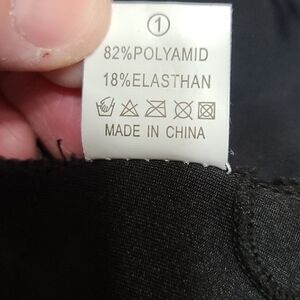 1
82%POLYAMID
18%ELASTHAN
MADE IN CHINA